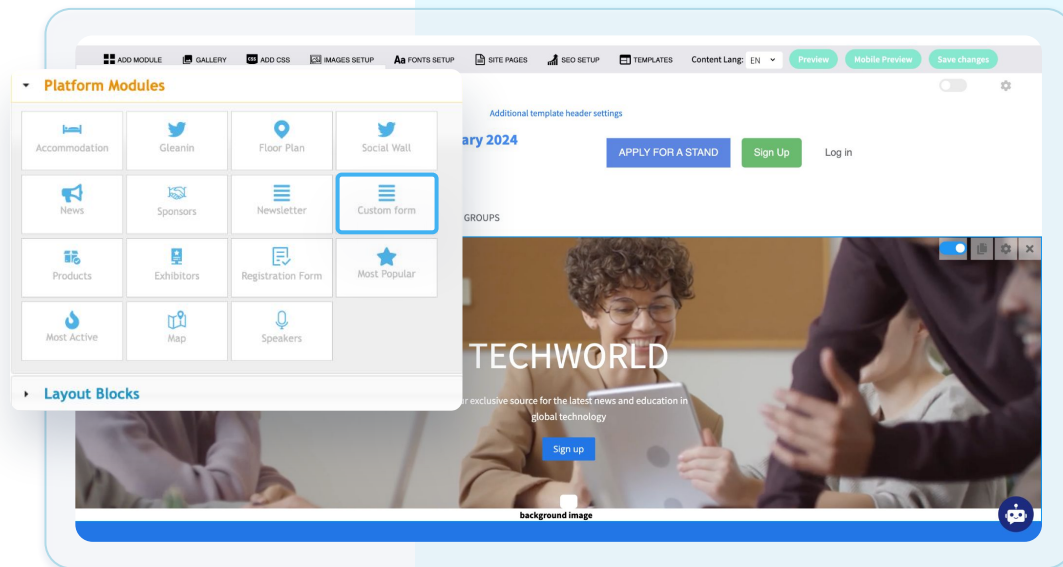 ADD MODULE GALLERY CSS ADD CSS IMAGES SETUP Aa FONTS SETUP SITE PAGES SEO SETUP TEMPLATES Content Lang: EN Preview Mobile Preview Save changes
Platform Modules
Additional template header settings
ary 2024
APPLY FOR A STAND Sign Up Log in
Accommodation Gleanin Floor Plan Social Wall
News Sponsors Newsletter Custom form
GROUPS
Products Exhibitors Registration Form Most Popular
Most Active Map Speakers
TECHWORLD
Layout Blocks
r exclusive source for the latest news and education in
global technology
Sign up
background image